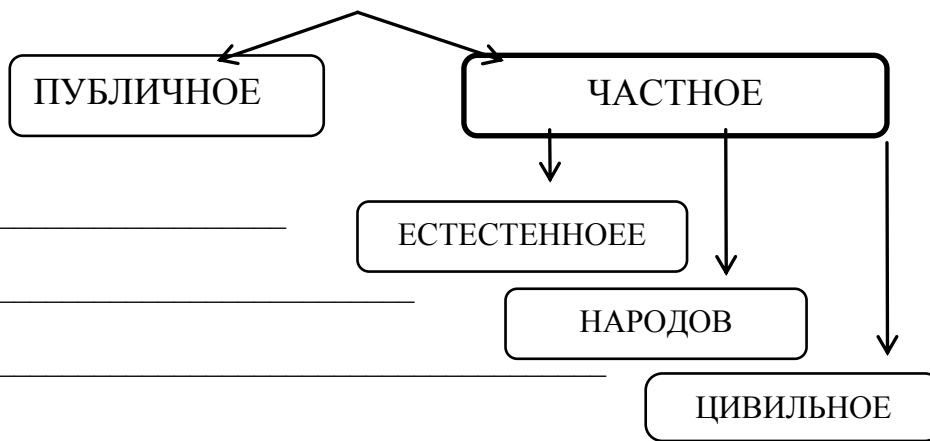 ПУБЛИЧНОЕ
ЧАСТНОЕ
ЕСТЕСТЕННОЕЕ
НАРОДОВ
ЦИВИЛЬНОЕ